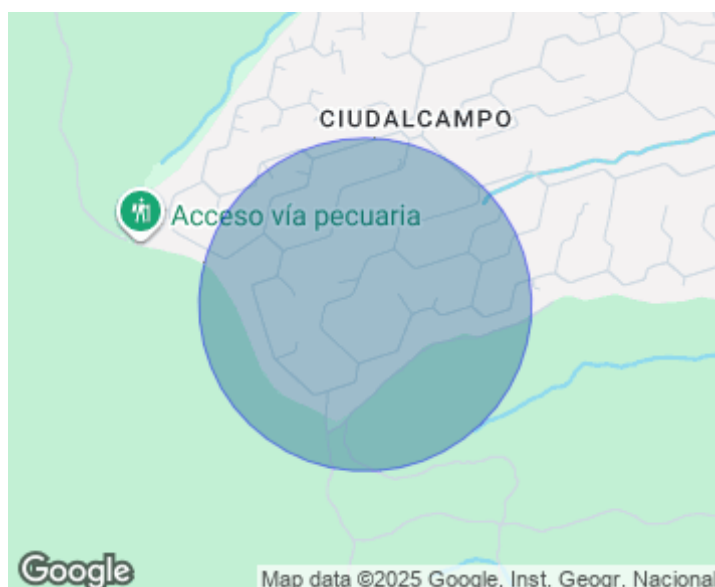 CIUDALCAMPO
Acceso vía pecuaria
Google
Map data ©2025 Google, Inst. Geogr. Nacional